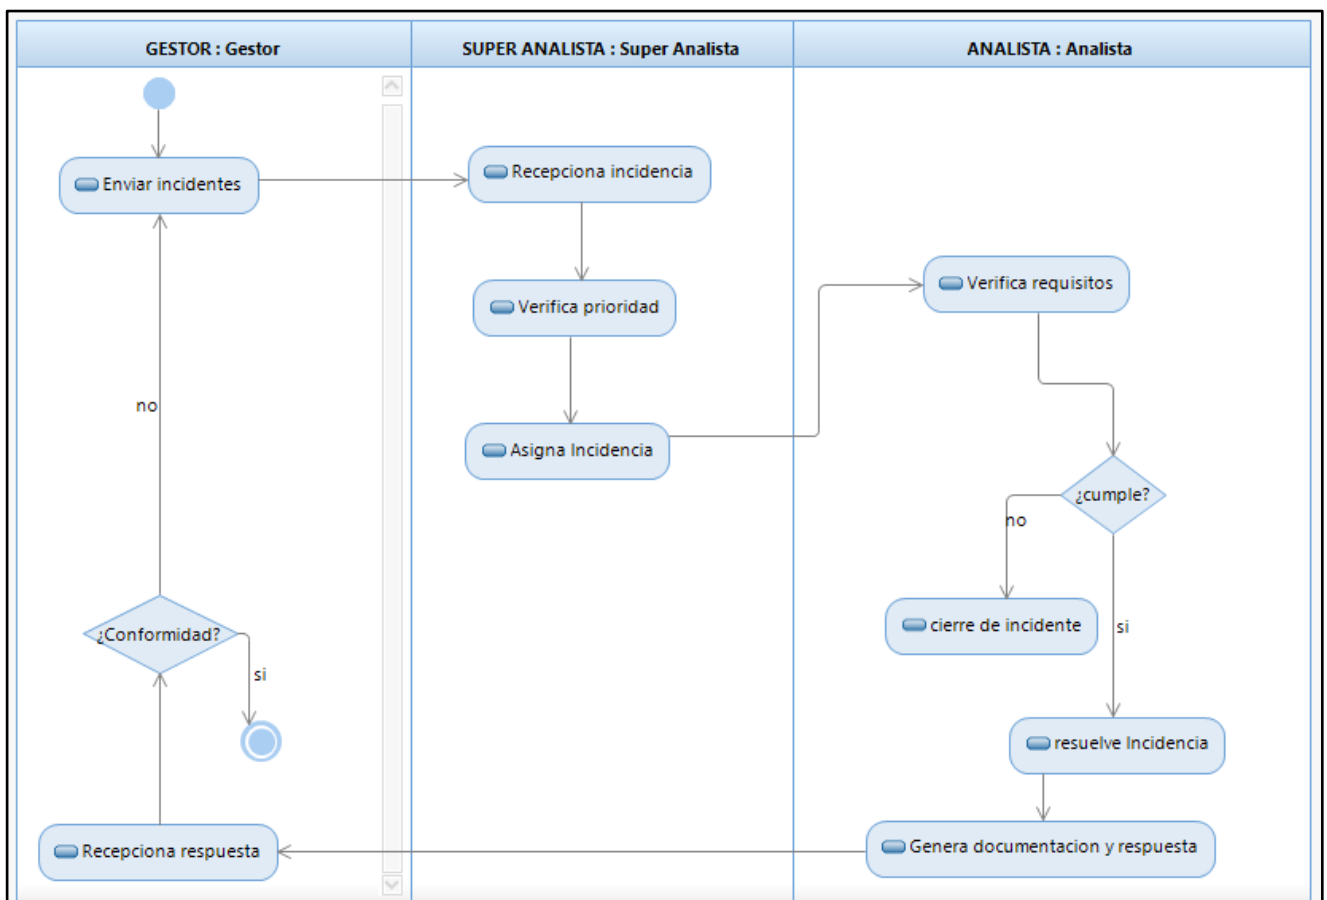 GESTOR : Gestor
SUPER ANALISTA : Super Analista
ANALISTA : Analista
Enviar incidentes
Recepciona incidencia
Verifica requisitos
Verifica prioridad
no
Asigna Incidencia
¿cumple?
no
cierre de incidente
si
¿Conformidad?
si
resuelve Incidencia
Recepciona respuesta
Genera documentacion y respuesta